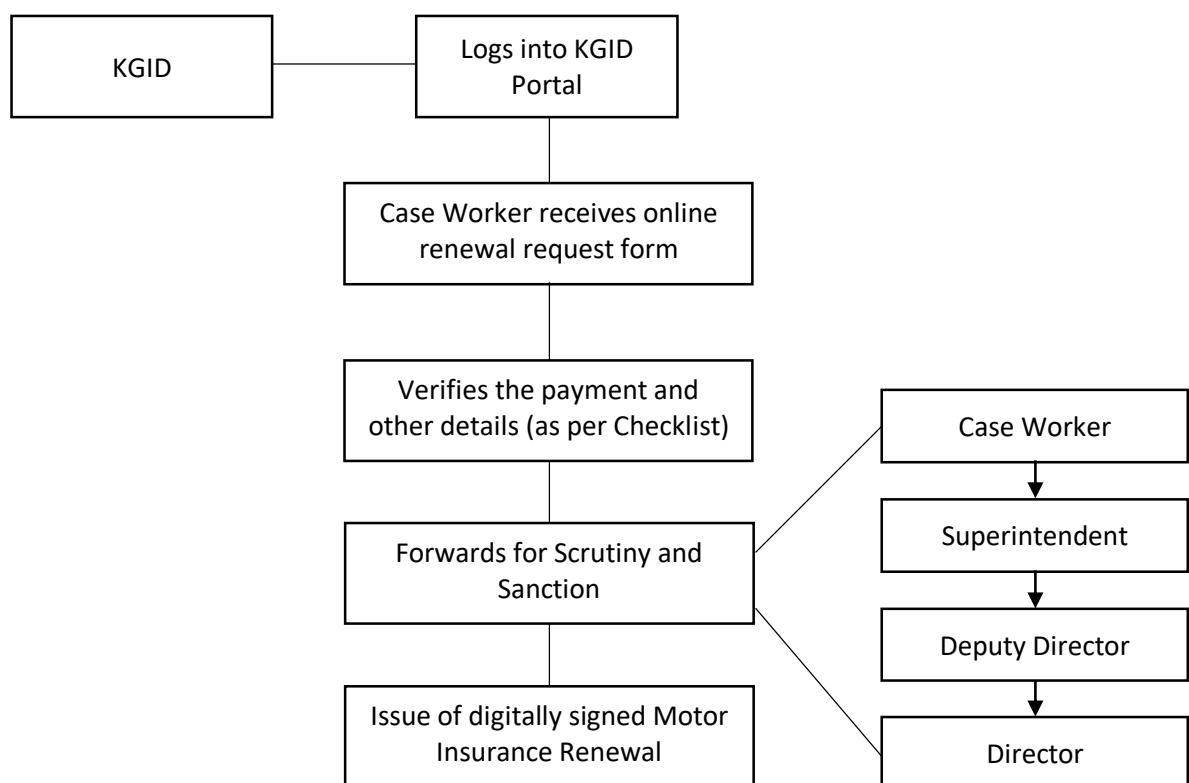 KGID
Logs into KGID
Portal
Case Worker receives online
renewal request form
Verifies the payment and
other details (as per Checklist)
Forwards for Scrutiny and
Sanction
Issue of digitally signed Motor
Insurance Renewal
Case Worker
Superintendent
Deputy Director
Director